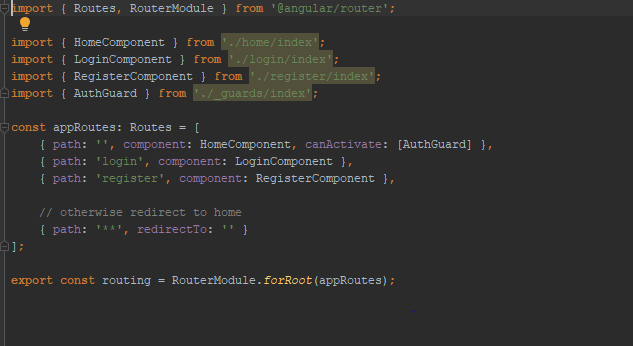 import { Routes, RouterModule } from '@angular/router';
import { HomeComponent } from './home/index';
import { LoginComponent } from './login/index';
import { RegisterComponent } from './register/index';
import { AuthGuard } from './_guards/index';
const appRoutes: Routes = [
{ path: '', component: HomeComponent, canActivate: [AuthGuard] },
{ path: 'login', component: LoginComponent },
{ path: 'register', component: RegisterComponent },
// otherwise redirect to home
{ path: '**', redirectTo: '' }
];
export const routing = RouterModule.forRoot(appRoutes);